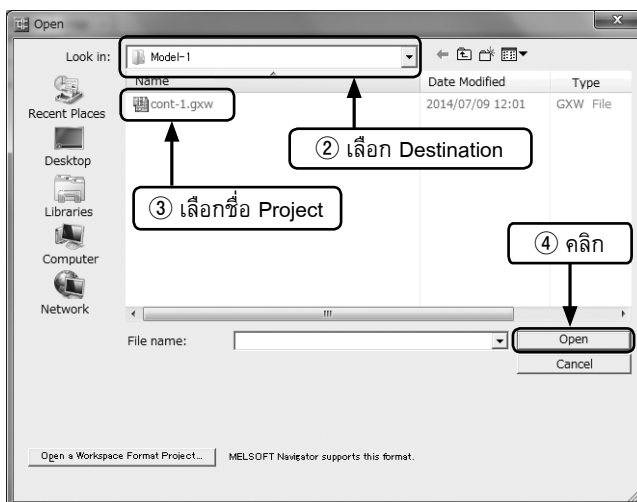 Open
Look in: Model-1
Name Date Modified Type
cont-1.gxw 2014/07/09 12:01 GXW File
Recent Places
② เลือก Destination
Desktop
③ เลือกชื่อ Project
Libraries
④ คลิก
Computer
Network
File name: Open
Cancel
Open a Workspace Format Project... MELSOFT Navigator supports this format.